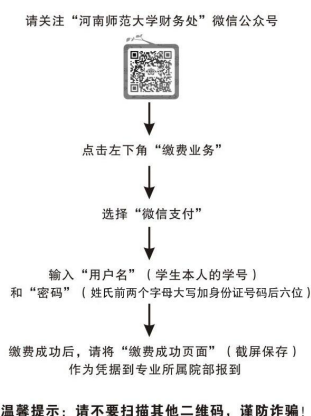 请关注“河南师范大学财务处”微信公众号
点击左下角“缴费业务”
选择“微信支付”
输入“用户名”（学生本人的学号）
和“密码”（姓氏前两个字母大写加身份证号码后六位）
缴费成功后，请将“缴费成功页面”（截屏保存）
作为凭据到专业所属院部报到
温馨提示：请不要扫描其他二维码，谨防诈骗！